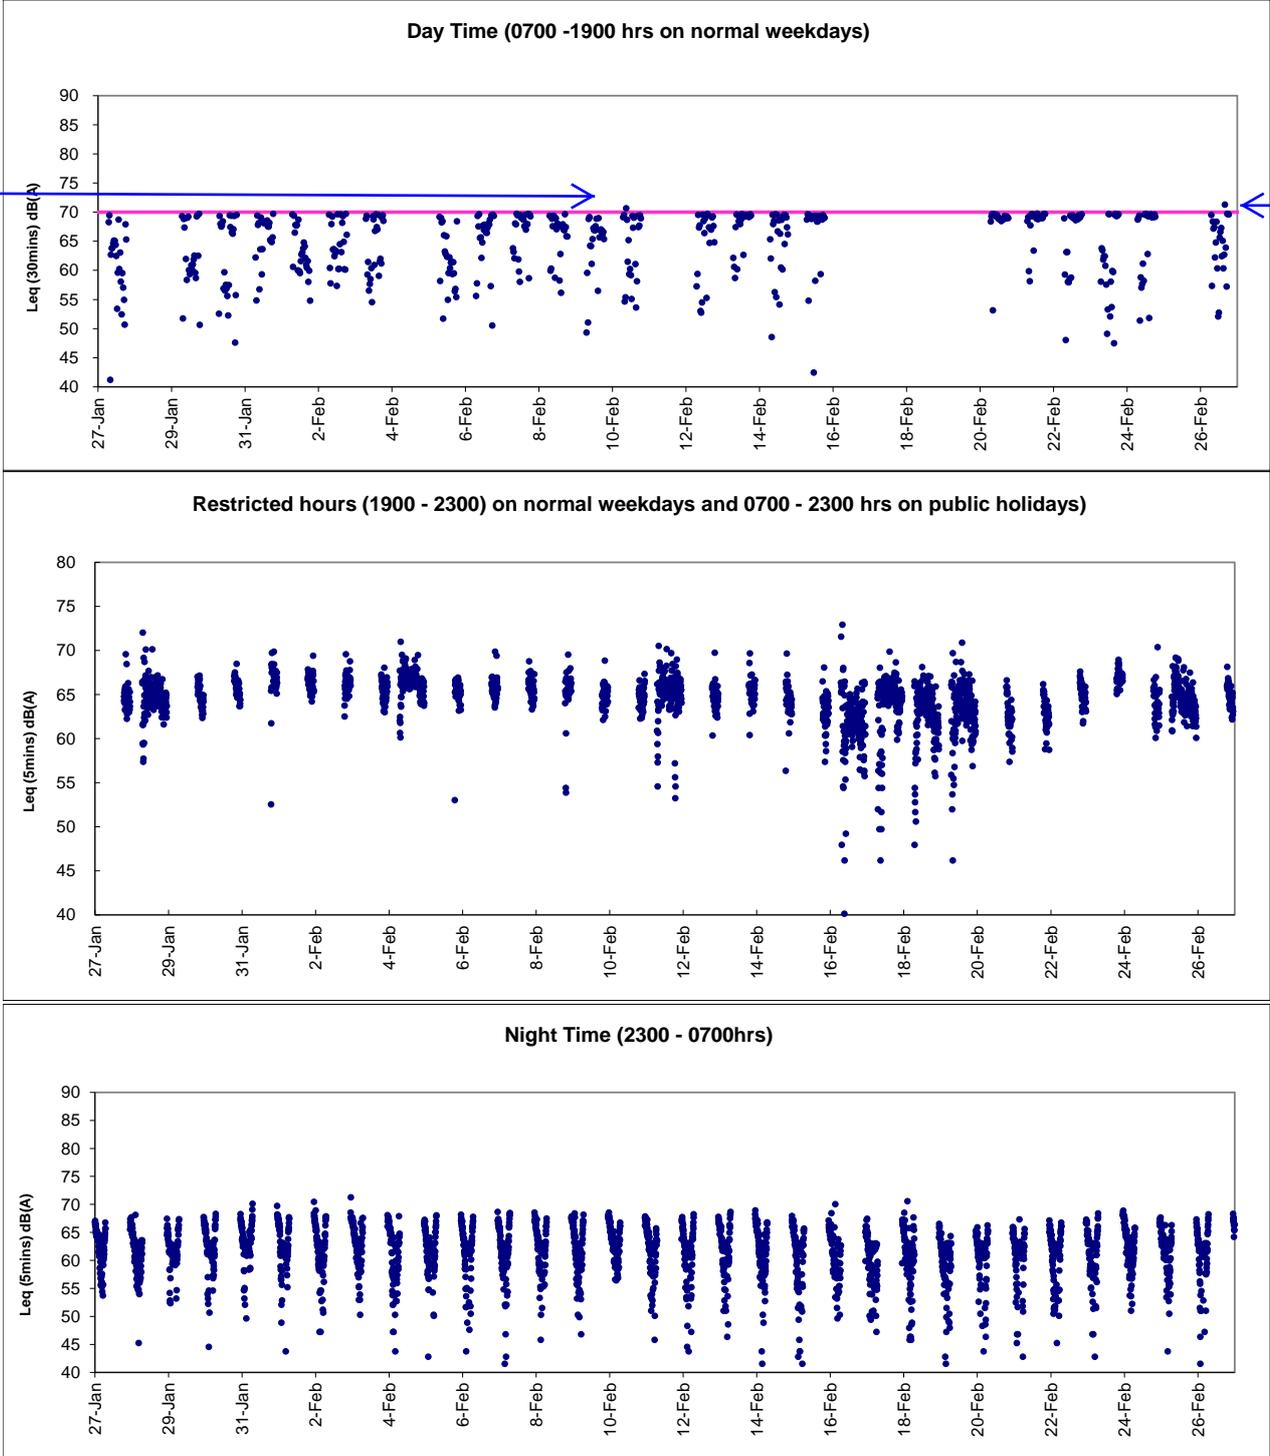 Day Time (0700 -1900 hrs on normal weekdays)
90
85
80
75
70
65
60
55
50
45
40
Leq (30mins) dB(A)
27-Jan
29-Jan
31-Jan
2-Feb
4-Feb
6-Feb
8-Feb
10-Feb
12-Feb
14-Feb
16-Feb
18-Feb
20-Feb
22-Feb
24-Feb
26-Feb
Restricted hours (1900 - 2300) on normal weekdays and 0700 - 2300 hrs on public holidays)
80
75
70
65
60
55
50
45
40
Leq (5mins) dB(A)
27-Jan
29-Jan
31-Jan
2-Feb
4-Feb
6-Feb
8-Feb
10-Feb
12-Feb
14-Feb
16-Feb
18-Feb
20-Feb
22-Feb
24-Feb
26-Feb
Night Time (2300 - 0700hrs)
90
85
80
75
70
65
60
55
50
45
40
Leq (5mins) dB(A)
27-Jan
29-Jan
31-Jan
2-Feb
4-Feb
6-Feb
8-Feb
10-Feb
12-Feb
14-Feb
16-Feb
18-Feb
20-Feb
22-Feb
24-Feb
26-Feb